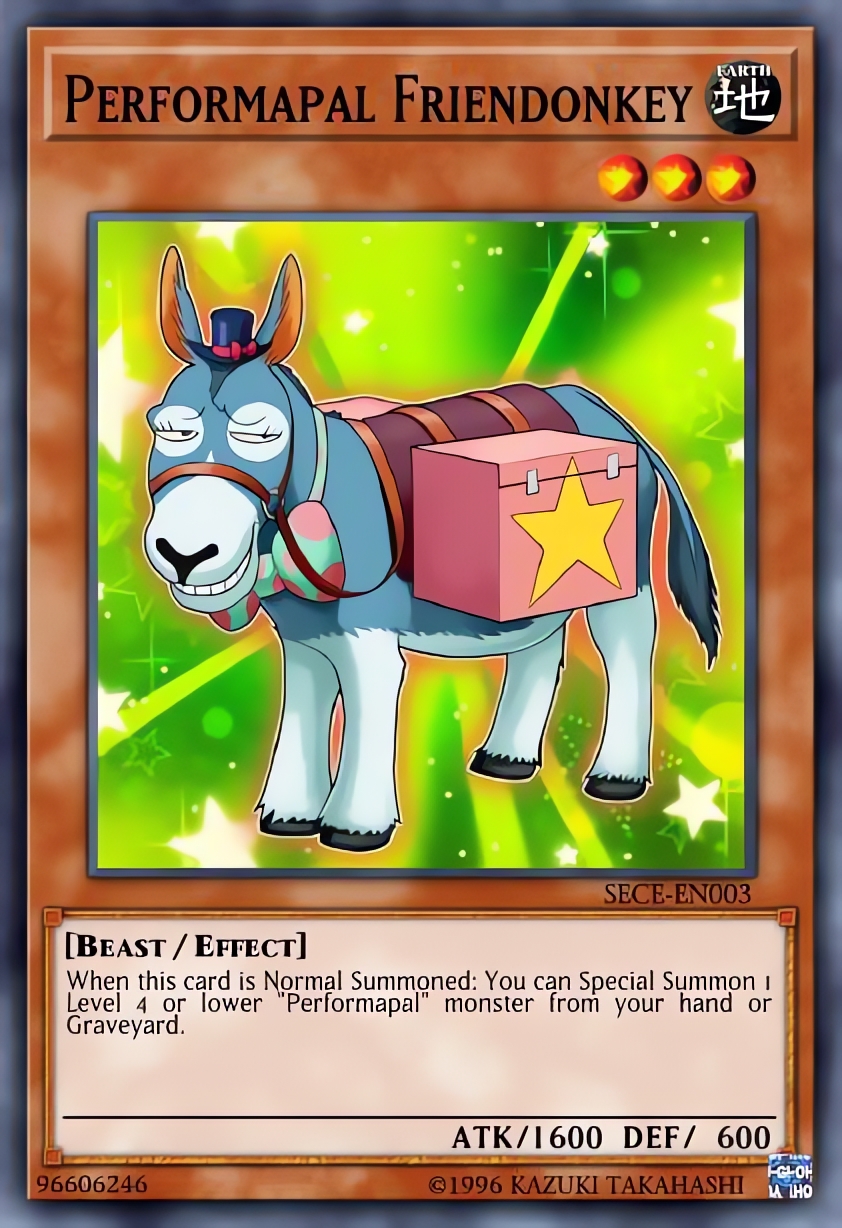 Performapal Friendonkey
EARTH
地
SECE-EN003
[Beast / Effect]
When this card is Normal Summoned: You can Special Summon 1
Level 4 or lower "Performapal" monster from your hand or
Graveyard.
ATK/1600 DEF/ 600
96606246
©1996 KAZUKI TAKAHASHI